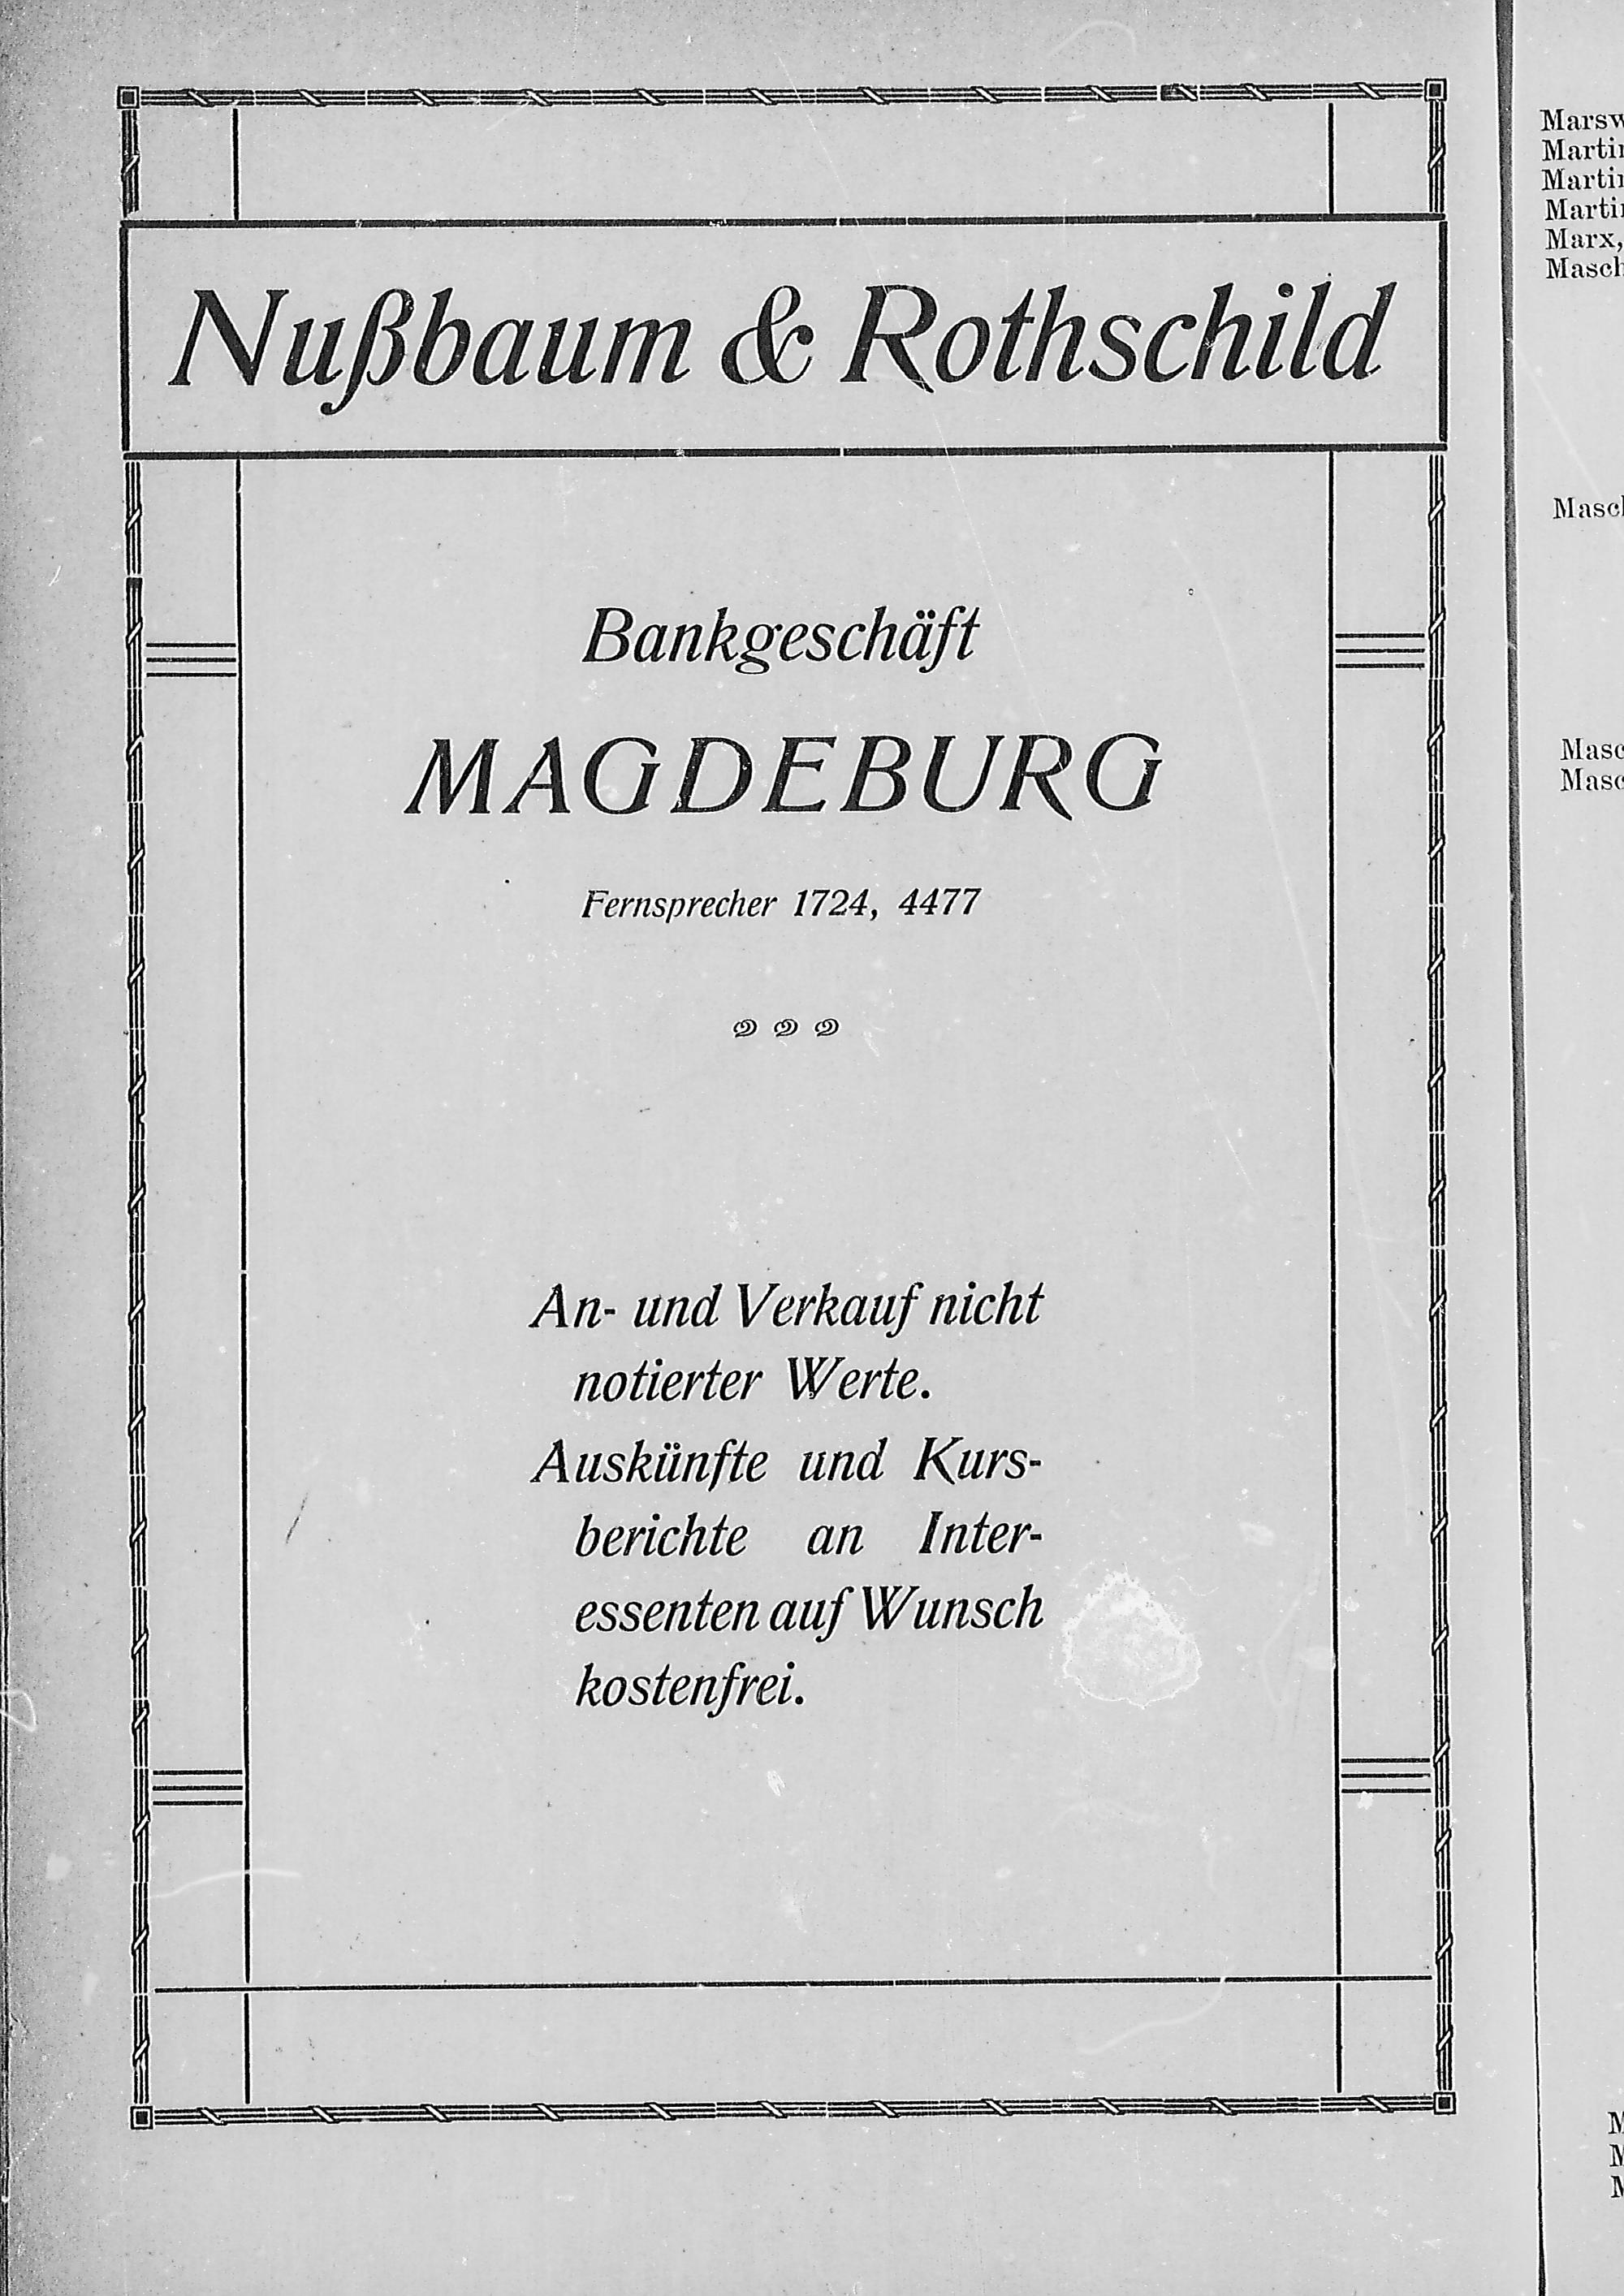 Nußbaum & Rothschild
Bankgeschäft
MAGDEBURG
Fernsprecher 1724, 4477
An- und Verkauf nicht
notierter Werte.
Auskünfte und Kurs-
berichte an Inter-
essenten auf Wunsch
kostenfrei.
Marx,